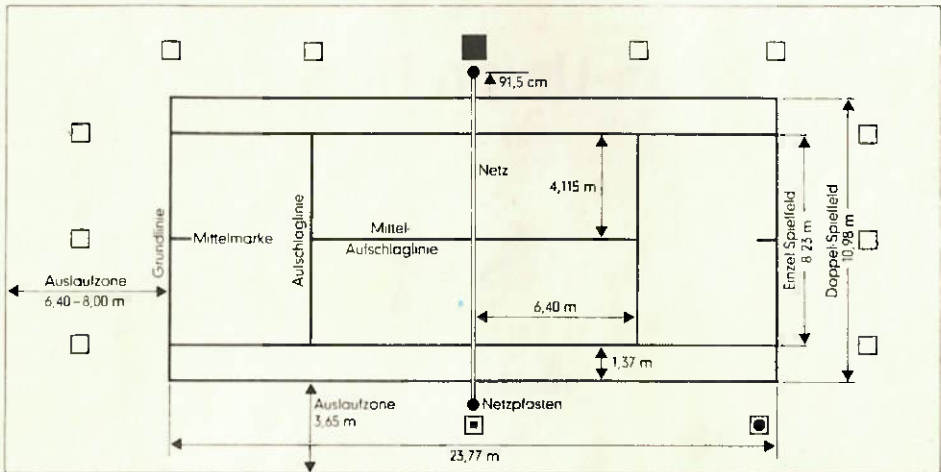 91,5 cm
Netz
4,115 m
Grundlinie
Mittelmarke
Aufschlaglinie
Mittel-
Aufschlaglinie
Einzel-Spielfeld
8,23 m
Doppel-Spielfeld
10,98 m
Auslaufzone
6,40–8,00 m
6,40 m
1,37 m
Auslaufzone
3,65 m
Netzpfosten
23,77 m